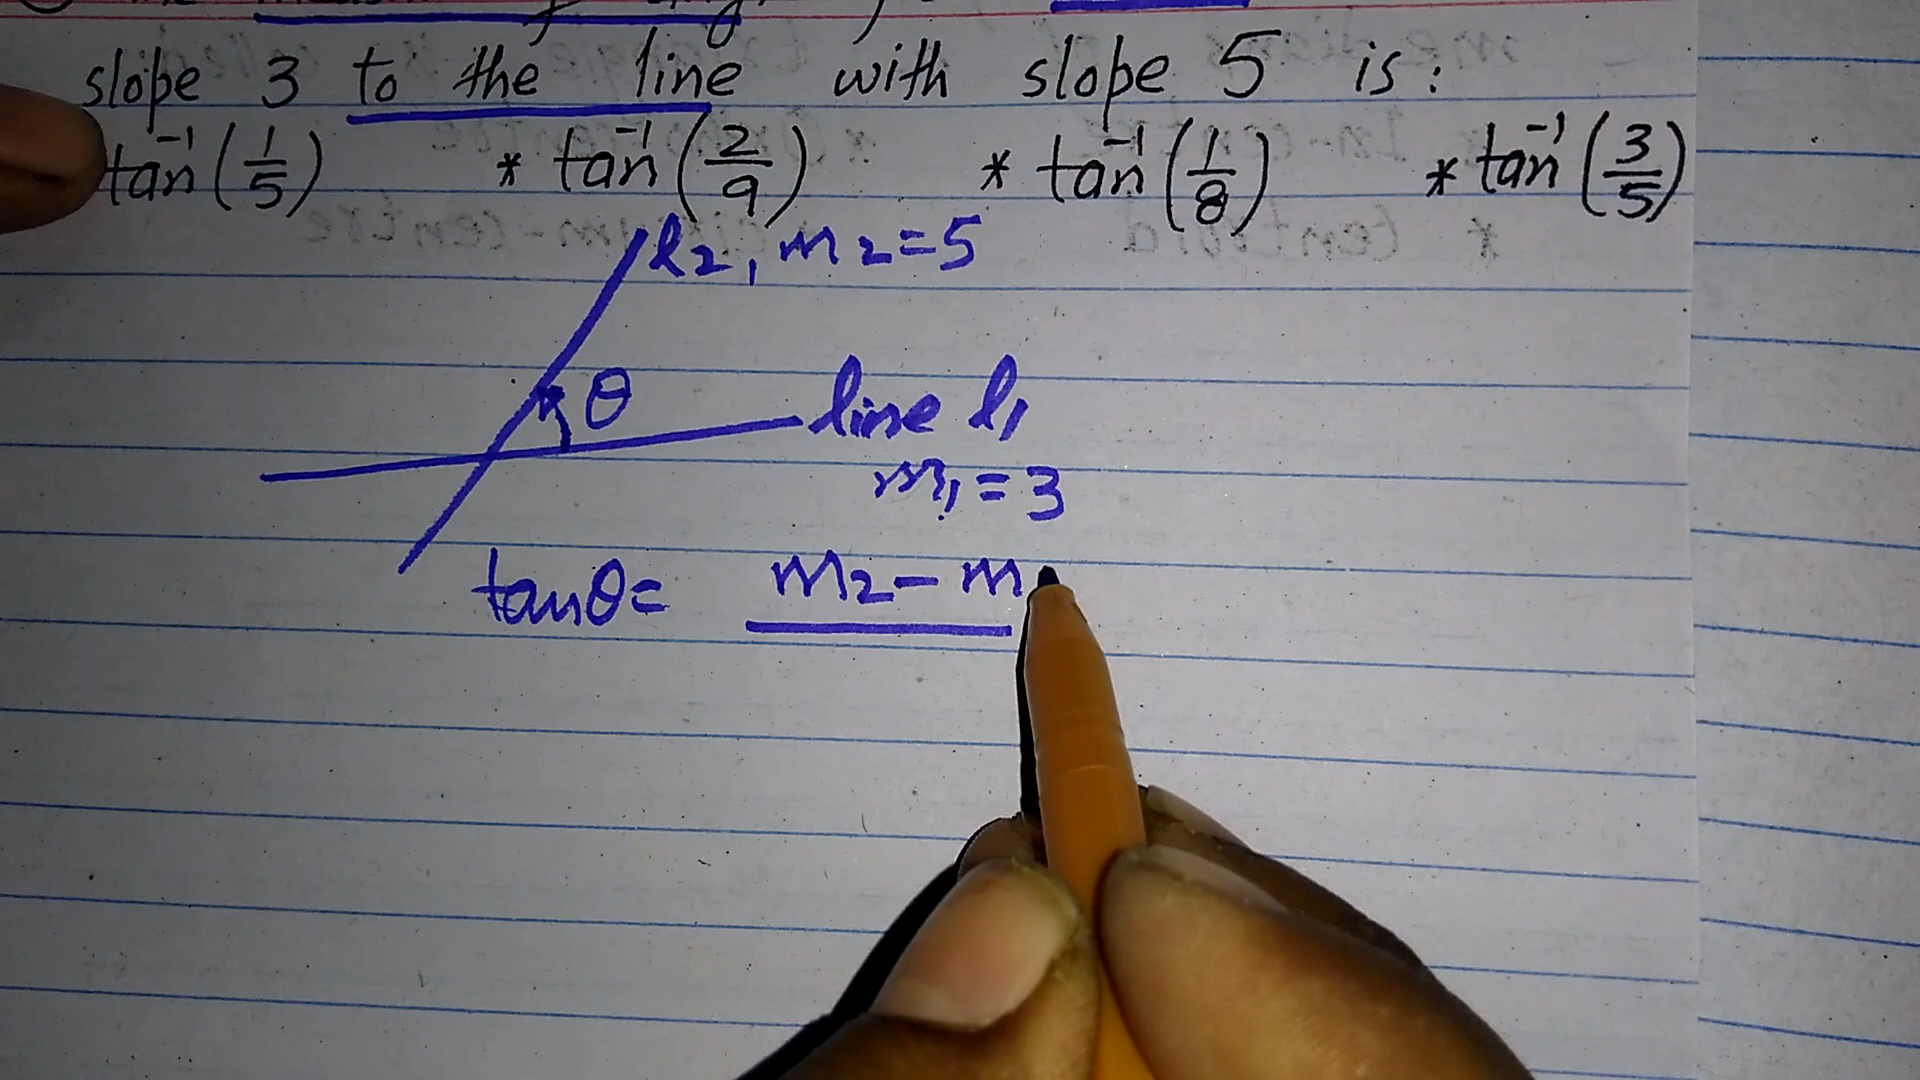 slope 3 to the line with slope 5 is:
tan⁻¹(1/5) * tan⁻¹(2/9) * tan⁻¹(1/8) * tan⁻¹(3/5)
l₂, m₂=5
θ
line l₁
m₁=3
tanθ= m₂-m